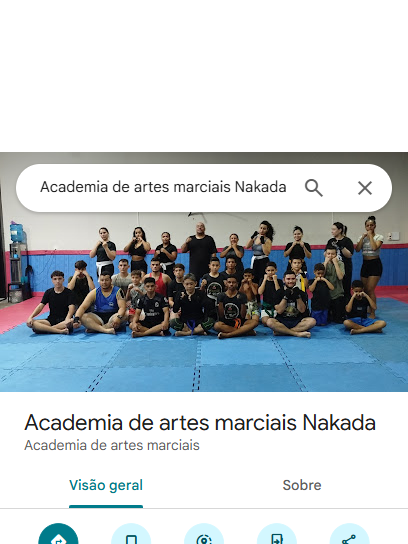 Academia de artes marciais Nakada
Academia de artes marciais Nakada
Academia de artes marciais
Visão geral
Sobre